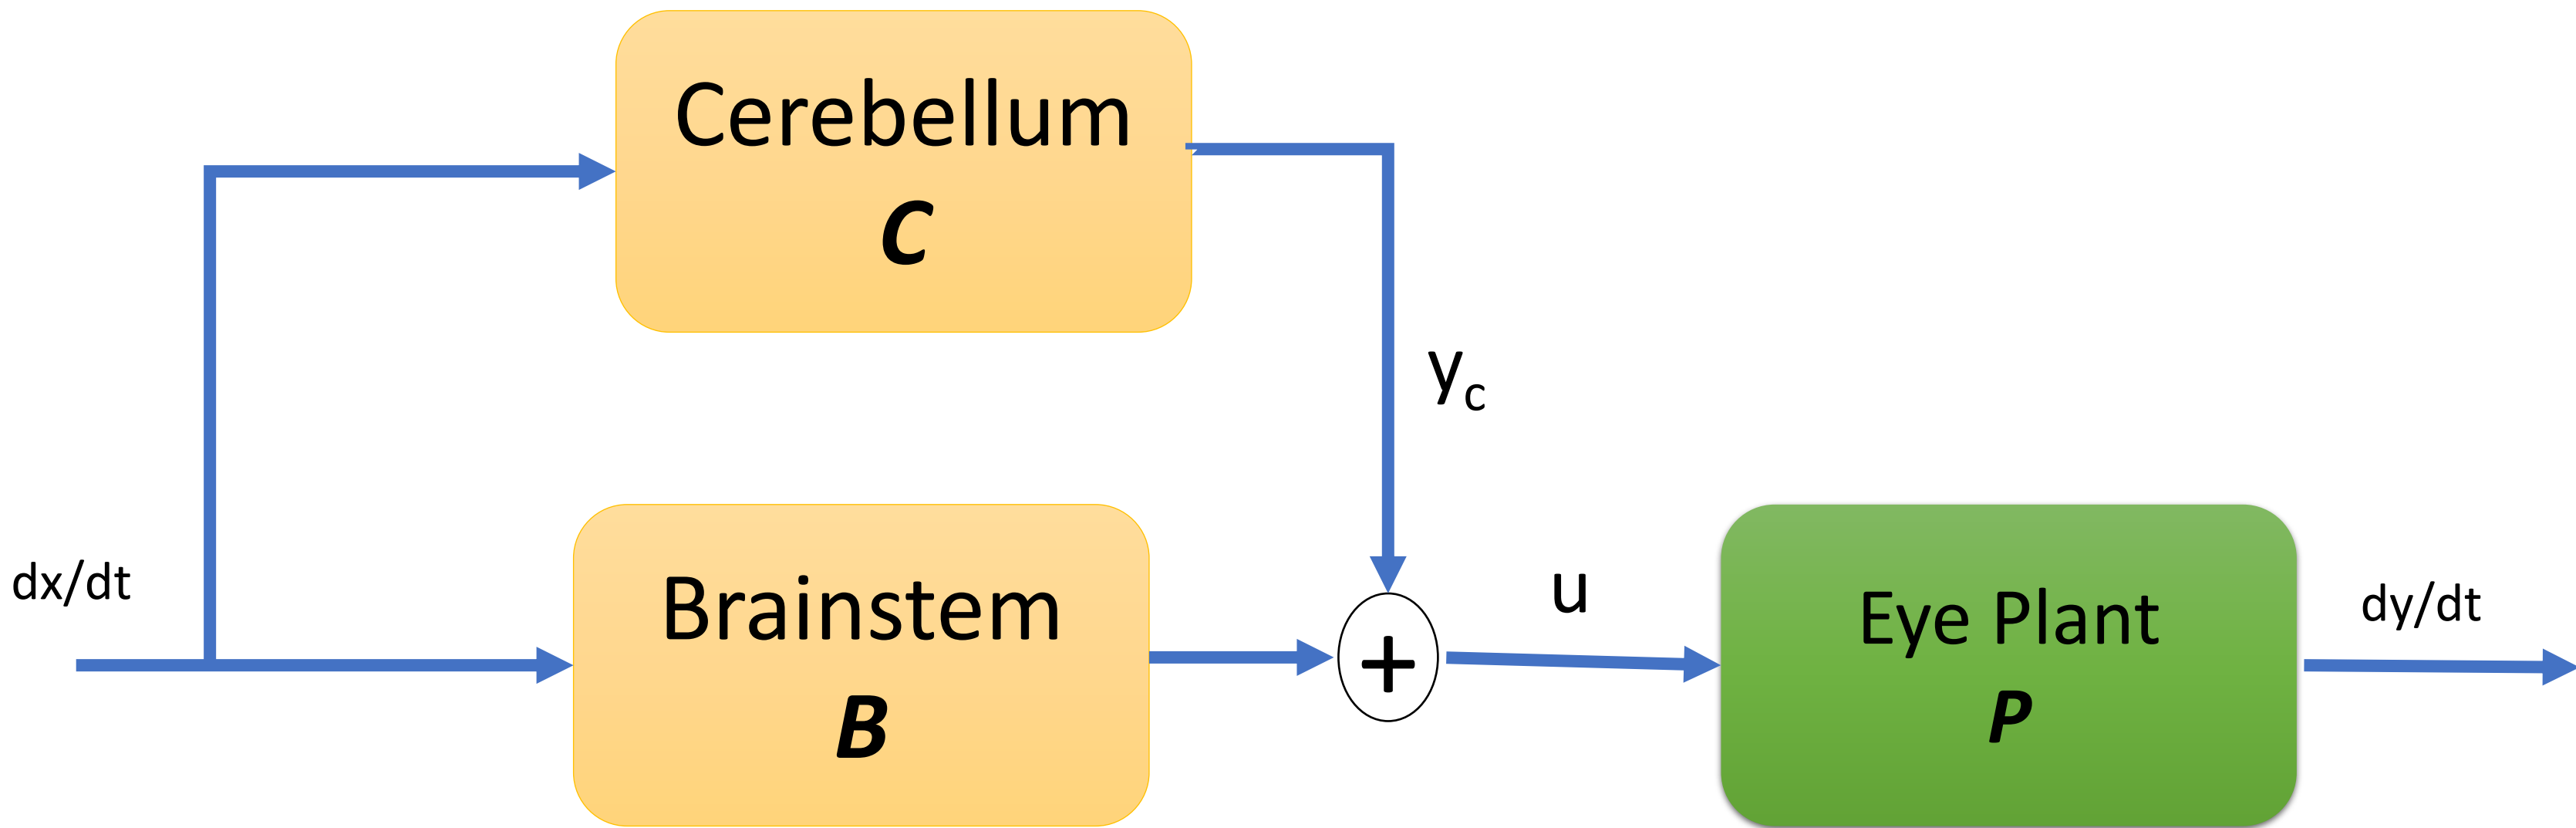 Cerebellum
C
y_c
dx/dt
Brainstem
B
+
u
Eye Plant
P
dy/dt